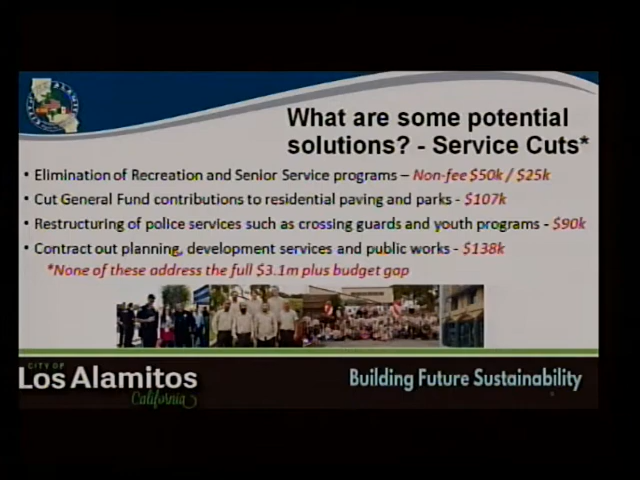 What are some potential
solutions? - Service Cuts*
• Elimination of Recreation and Senior Service programs – Non-fee $50k / $25k
• Cut General Fund contributions to residential paving and parks - $107k
• Restructuring of police services such as crossing guards and youth programs - $90k
• Contract out planning, development services and public works - $138k
*None of these address the full $3.1m plus budget gap
CITY OF
Los Alamitos
California
Building Future Sustainability